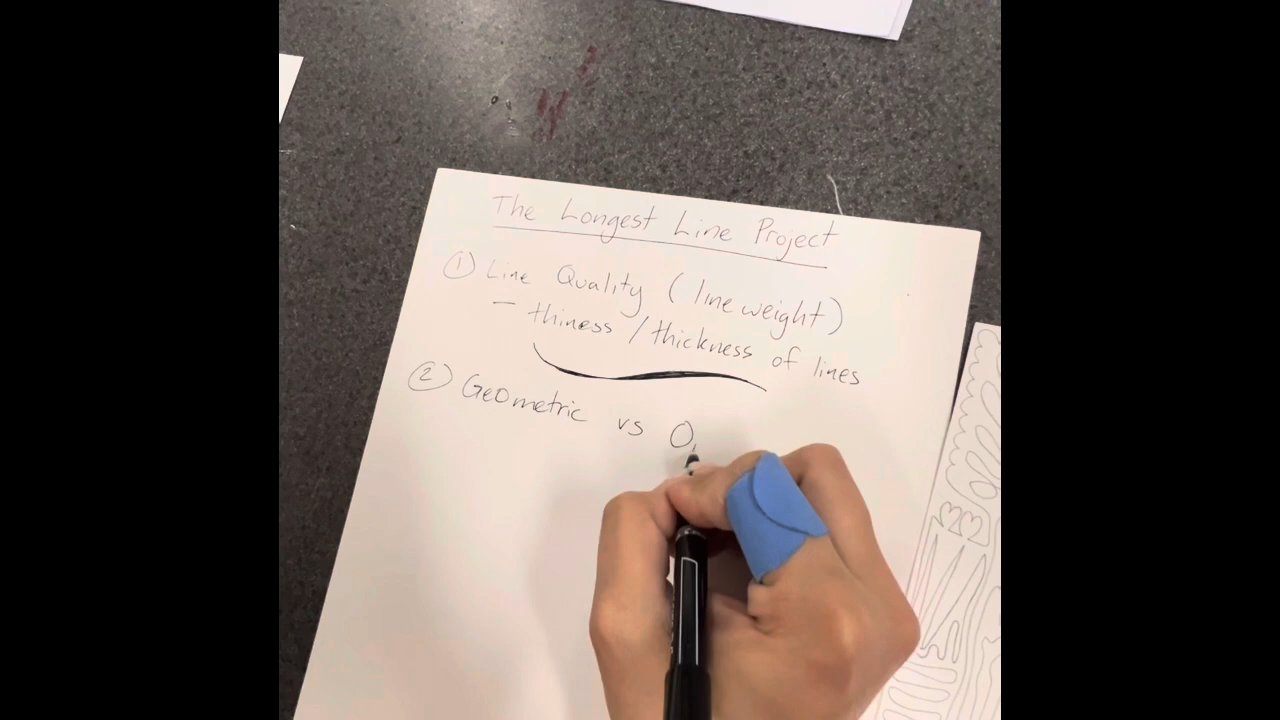 The Longest Line Project
① Line Quality (line weight)
- thiness / thickness of lines
② Geometric vs O